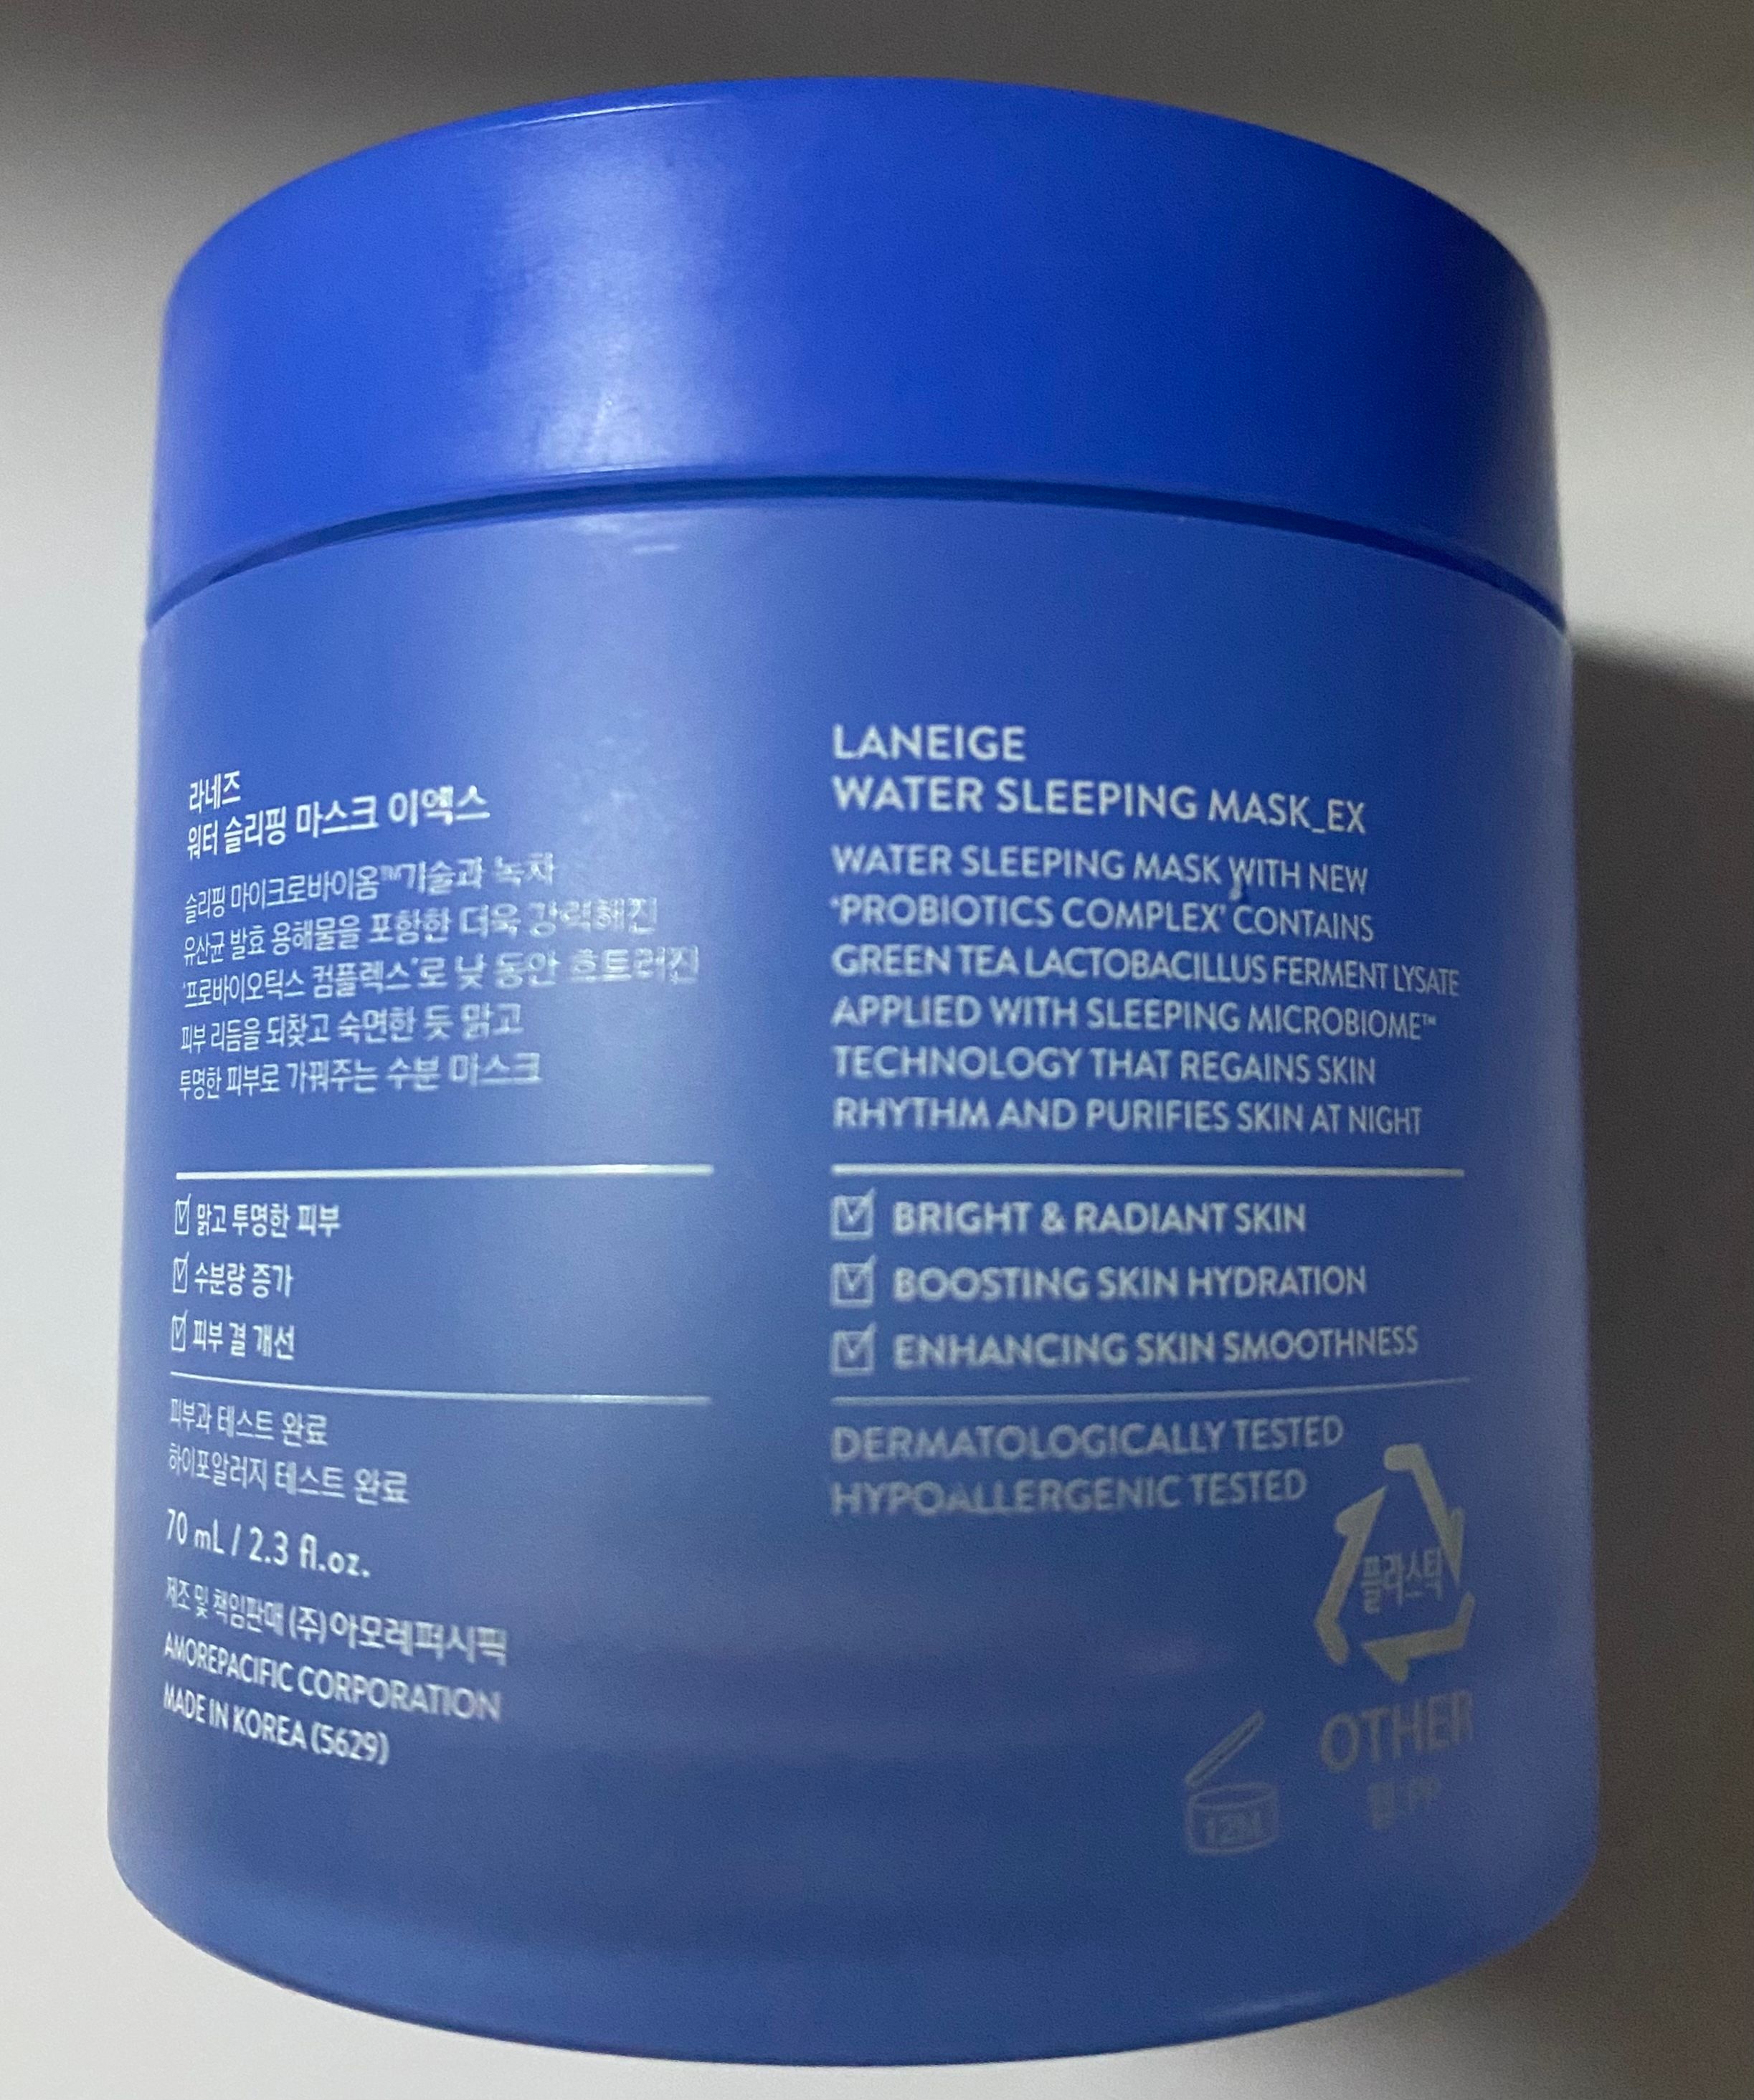 라네즈
워터 슬리핑 마스크 이엑스
슬리핑 마이크로바이옴™기술과 녹차
유산균 발효 용해물을 포함한 더욱 강력해진
'프로바이오틱스 컴플렉스'로 낮 동안 흐트러진
피부 리듬을 되찾고 숙면한 듯 맑고
투명한 피부로 가꿔주는 수분 마스크
맑고 투명한 피부
수분량 증가
피부 결 개선
피부과 테스트 완료
하이포알러지 테스트 완료
70 mL / 2.3 fl.oz.
제조 및 책임판매 (주)아모레퍼시픽
AMOREPACIFIC CORPORATION
MADE IN KOREA (5629)
LANEIGE
WATER SLEEPING MASK_EX
WATER SLEEPING MASK WITH NEW
'PROBIOTICS COMPLEX' CONTAINS
GREEN TEA LACTOBACILLUS FERMENT LYSATE
APPLIED WITH SLEEPING MICROBIOME™
TECHNOLOGY THAT REGAINS SKIN
RHYTHM AND PURIFIES SKIN AT NIGHT
BRIGHT & RADIANT SKIN
BOOSTING SKIN HYDRATION
ENHANCING SKIN SMOOTHNESS
DERMATOLOGICALLY TESTED
HYPOALLERGENIC TESTED
플라스틱
OTHER
12M